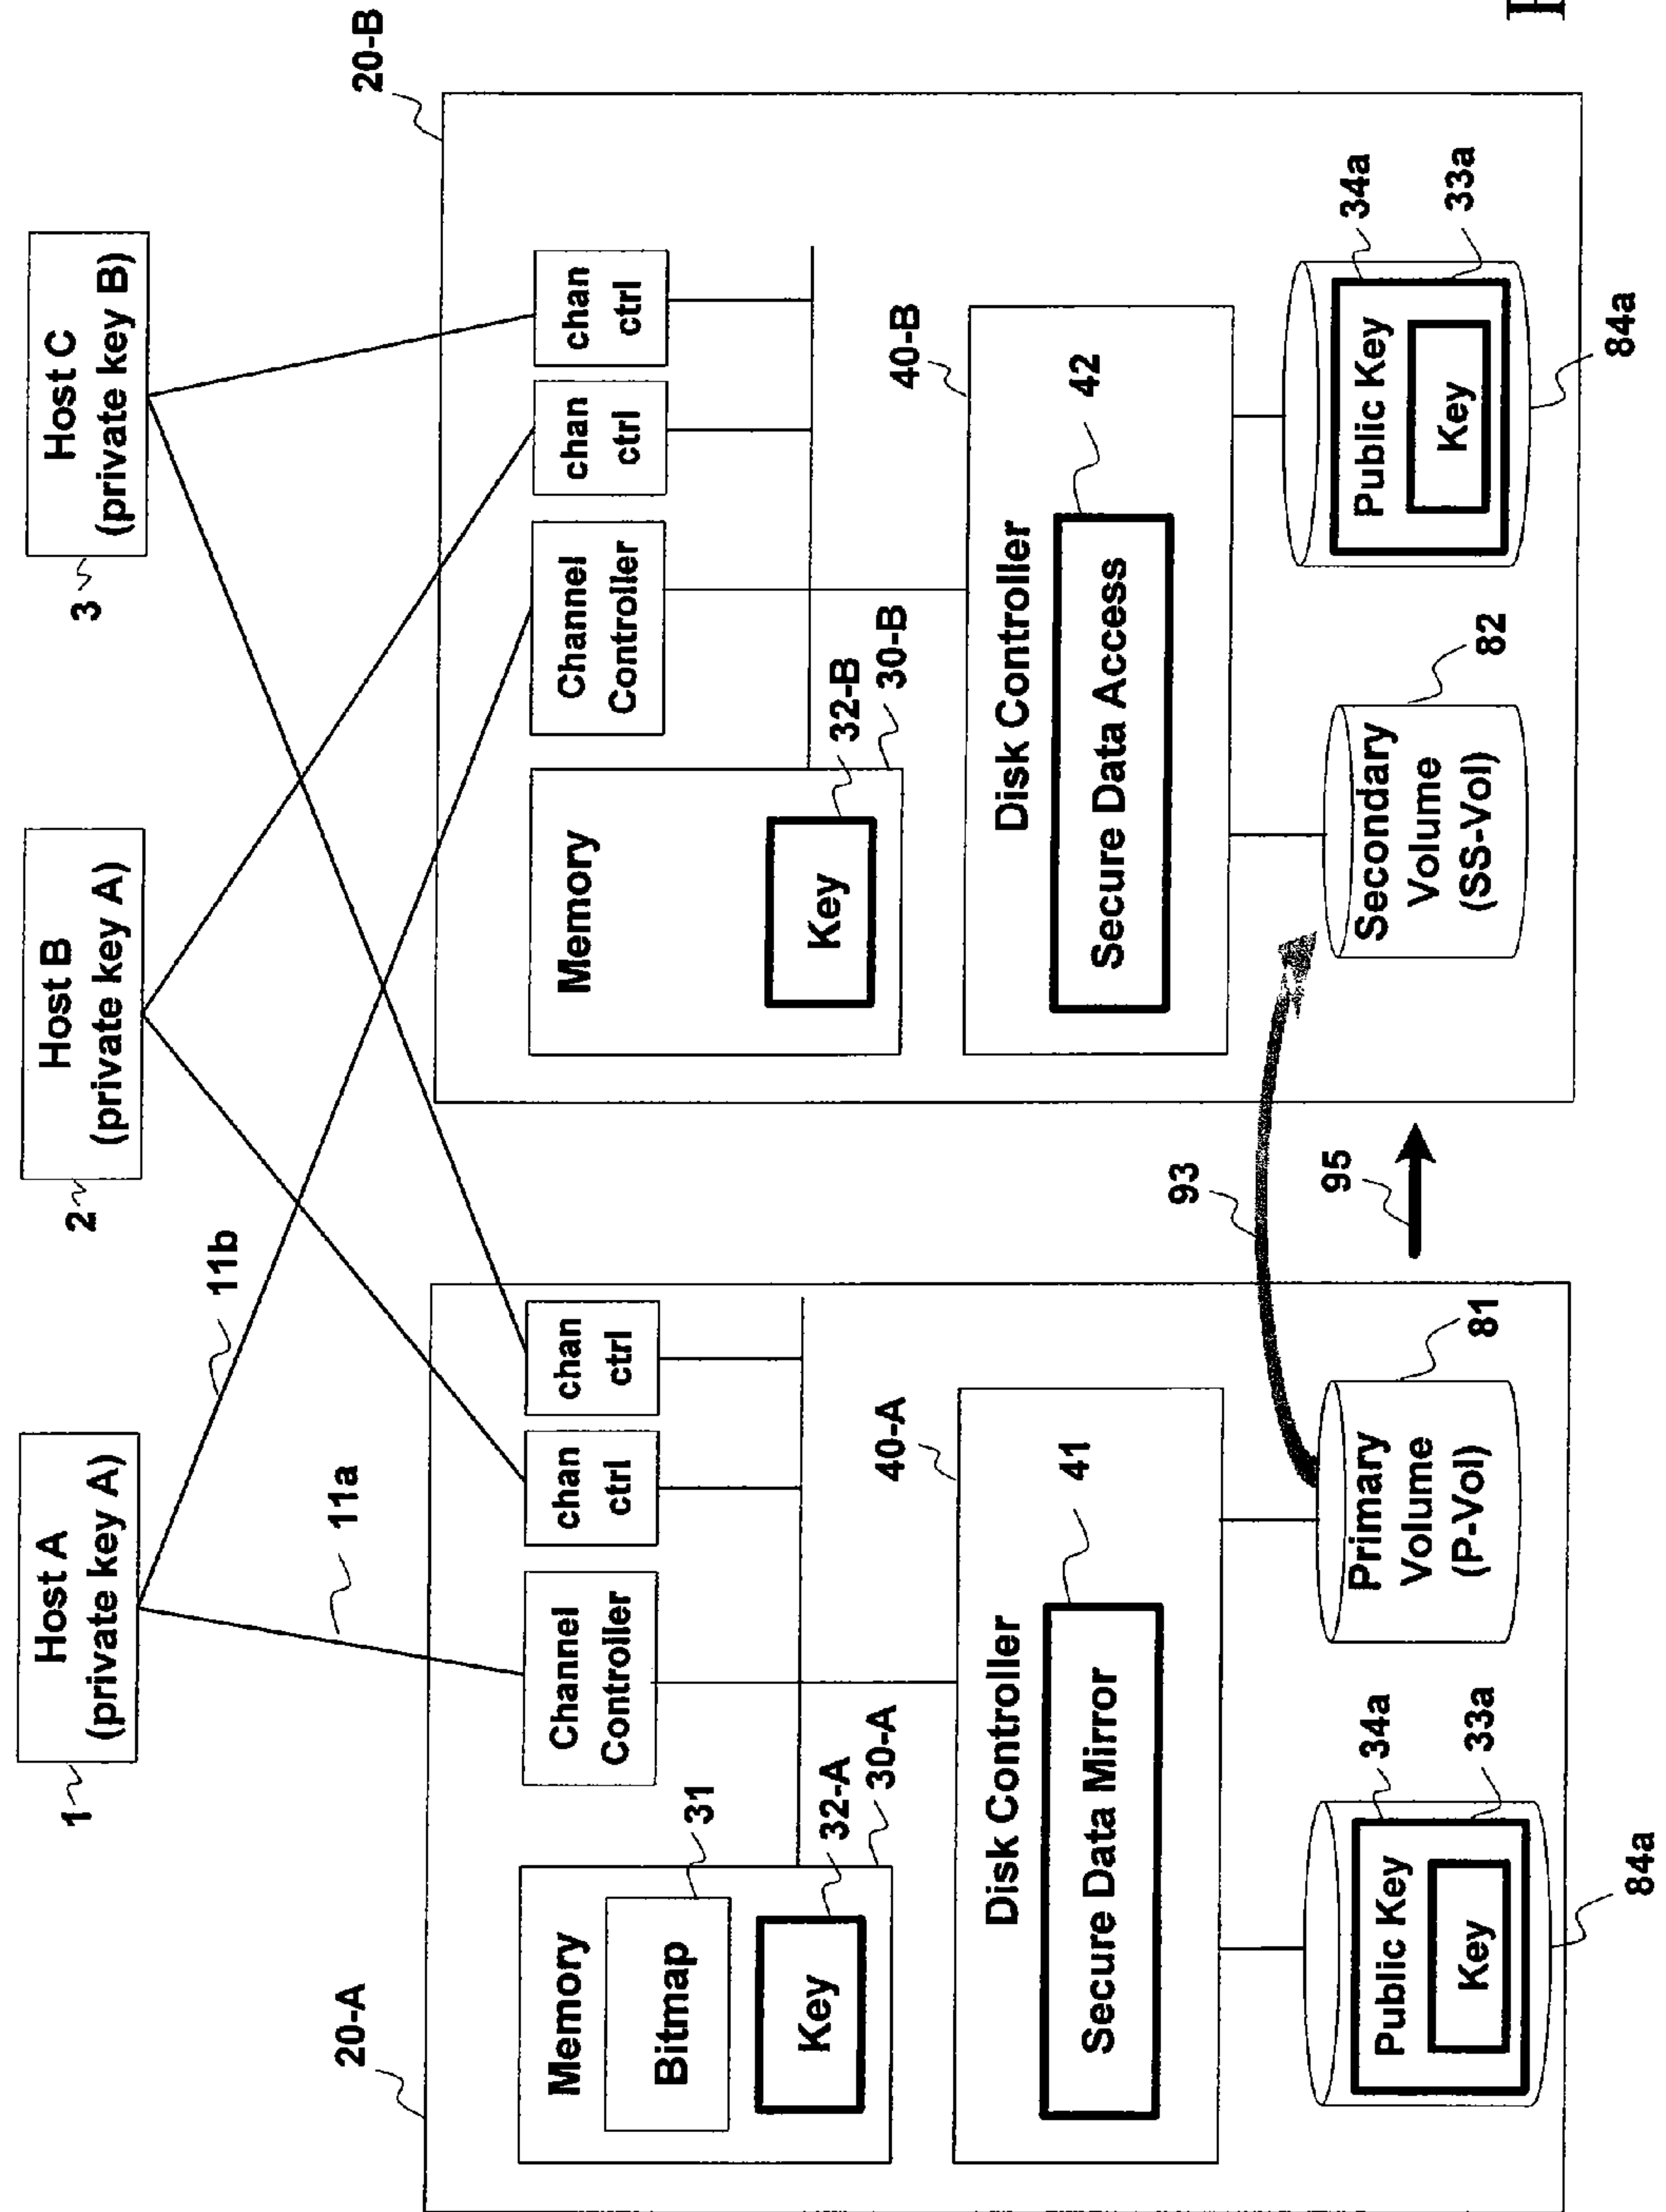 Host A
(private key A)
1
Host B
(private key A)
2
Host C
(private key B)
3
11a
11b
20-A
Memory
Bitmap
31
Key
32-A
30-A
Channel
Controller
chan
ctrl
chan
ctrl
Disk Controller
40-A
Secure Data Mirror
41
Public Key
Key
34a
33a
84a
Primary
Volume
(P-Vol)
81
93
95
20-B
Memory
Key
32-B
30-B
Channel
Controller
chan
ctrl
chan
ctrl
Disk Controller
40-B
Secure Data Access
42
Secondary
Volume
(SS-Vol)
82
Public Key
Key
34a
33a
84a